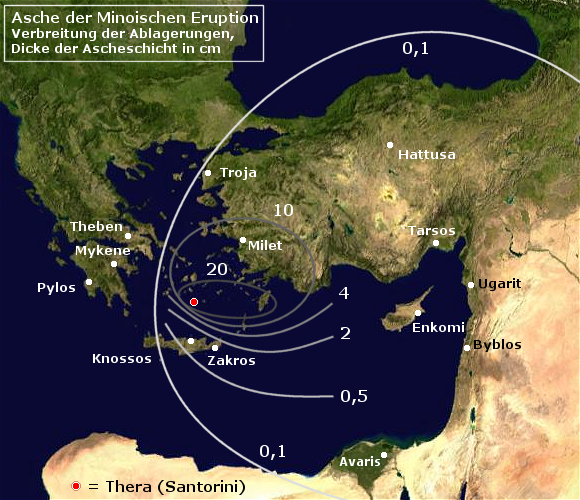 Asche der Minoischen Eruption
Verbreitung der Ablagerungen,
Dicke der Ascheschicht in cm
0,1
Hattusa
Troja
10
Theben
Milet
Tarsos
Mykene
20
Pylos
4
Ugarit
2
Enkomi
Knossos
Zakros
Byblos
0,5
0,1
Avaris
= Thera (Santorini)